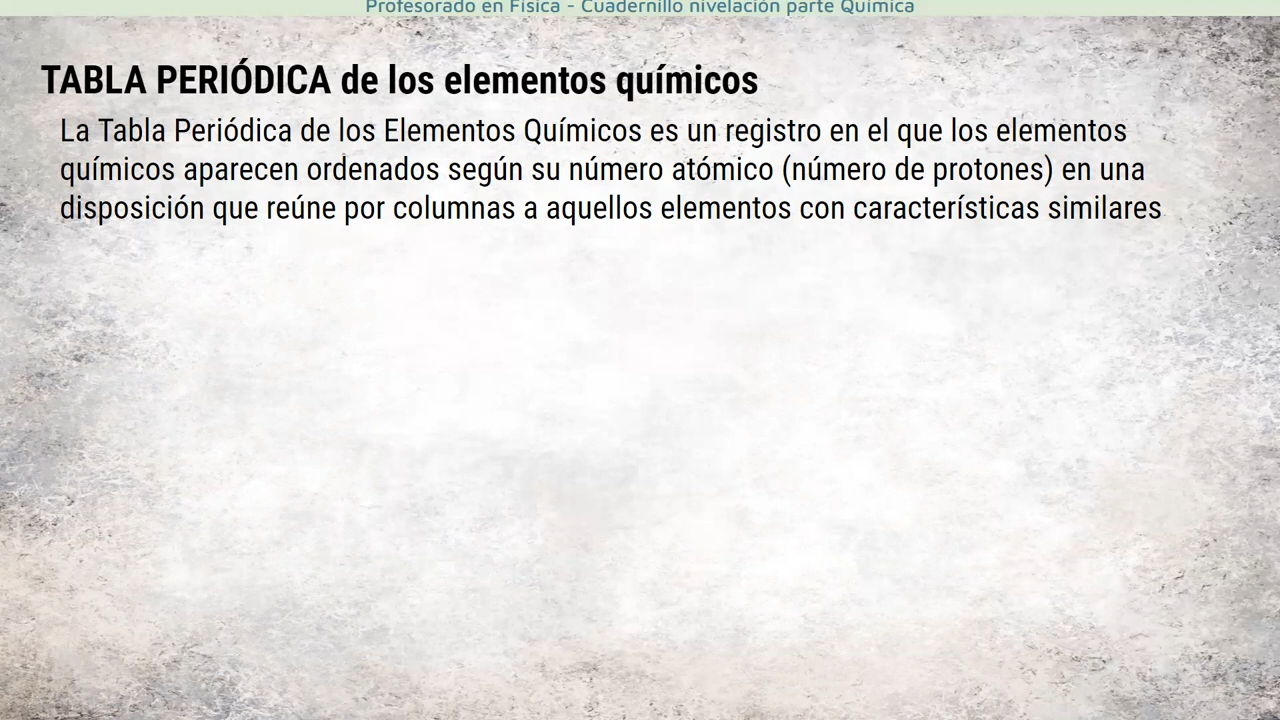 Profesorado en Física - Cuadernillo nivelación parte Química
TABLA PERIÓDICA de los elementos químicos
La Tabla Periódica de los Elementos Químicos es un registro en el que los elementos
químicos aparecen ordenados según su número atómico (número de protones) en una
disposición que reúne por columnas a aquellos elementos con características similares